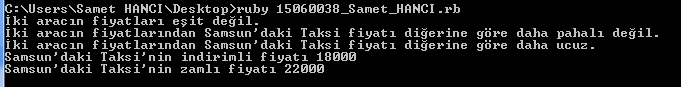 C:\Users\Samet HANCI\Desktop>ruby 15060038_Samet_HANCI.rb
İki aracın fiyatları eşit değil.
İki aracın fiyatlarından Samsun'daki Taksi fiyatı diğerine göre daha pahalı değil.
İki aracın fiyatlarından Samsun'daki Taksi fiyatı diğerine göre daha ucuz.
Samsun'daki Taksi'nin indirimli fiyatı 18000
Samsun'daki Taksi'nin zamlı fiyatı 22000